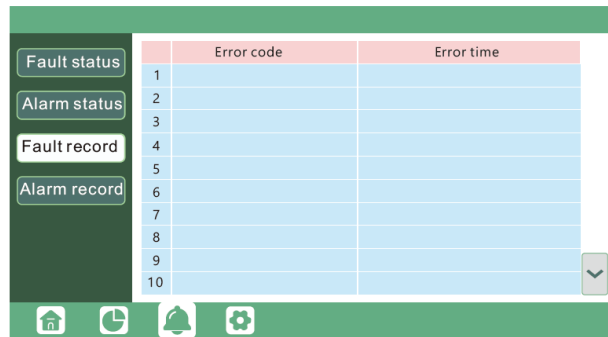 Fault status
Alarm status
Fault record
Alarm record
Error code Error time
1
2
3
4
5
6
7
8
9
10